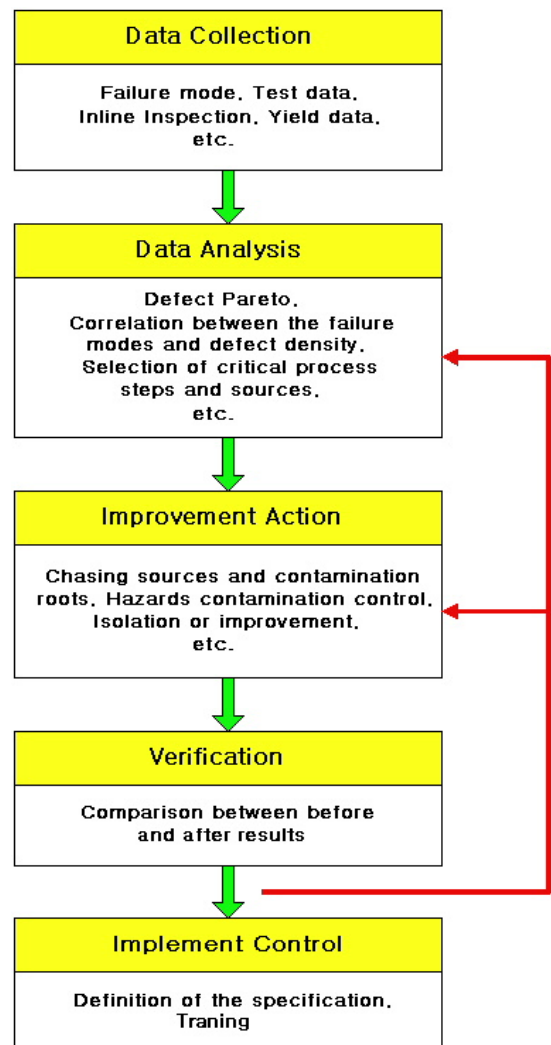 Data Collection
Failure mode, Test data,
Inline Inspection, Yield data,
etc.
Data Analysis
Defect Pareto,
Correlation between the failure
modes and defect density,
Selection of critical process
steps and sources,
etc.
Improvement Action
Chasing sources and contamination
roots, Hazards contamination control,
Isolation or improvement,
etc.
Verification
Comparison between before
and after results
Implement Control
Definition of the specification,
Traning